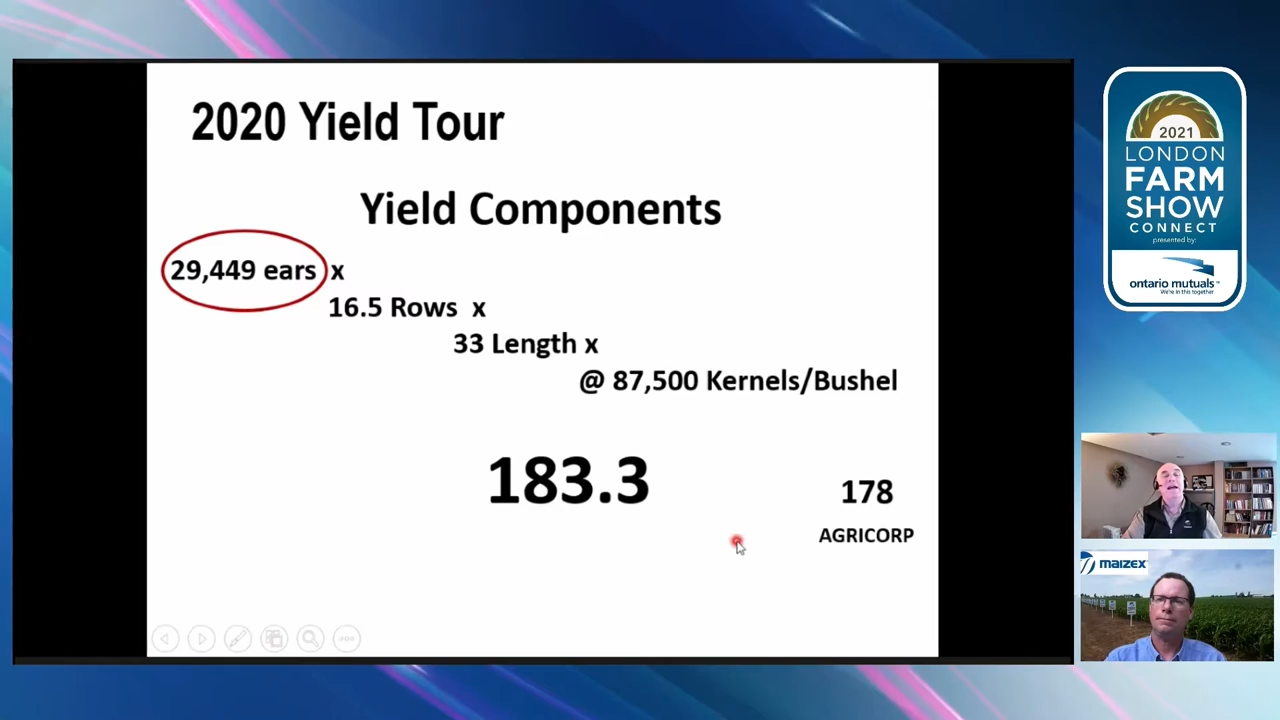 2020 Yield Tour
Yield Components
29,449 ears x
16.5 Rows x
33 Length x
@ 87,500 Kernels/Bushel
183.3
178
AGRICORP
2021
LONDON
FARM
SHOW
CONNECT
presented by:
ontario mutuals™
We're in this together
MAIZEX